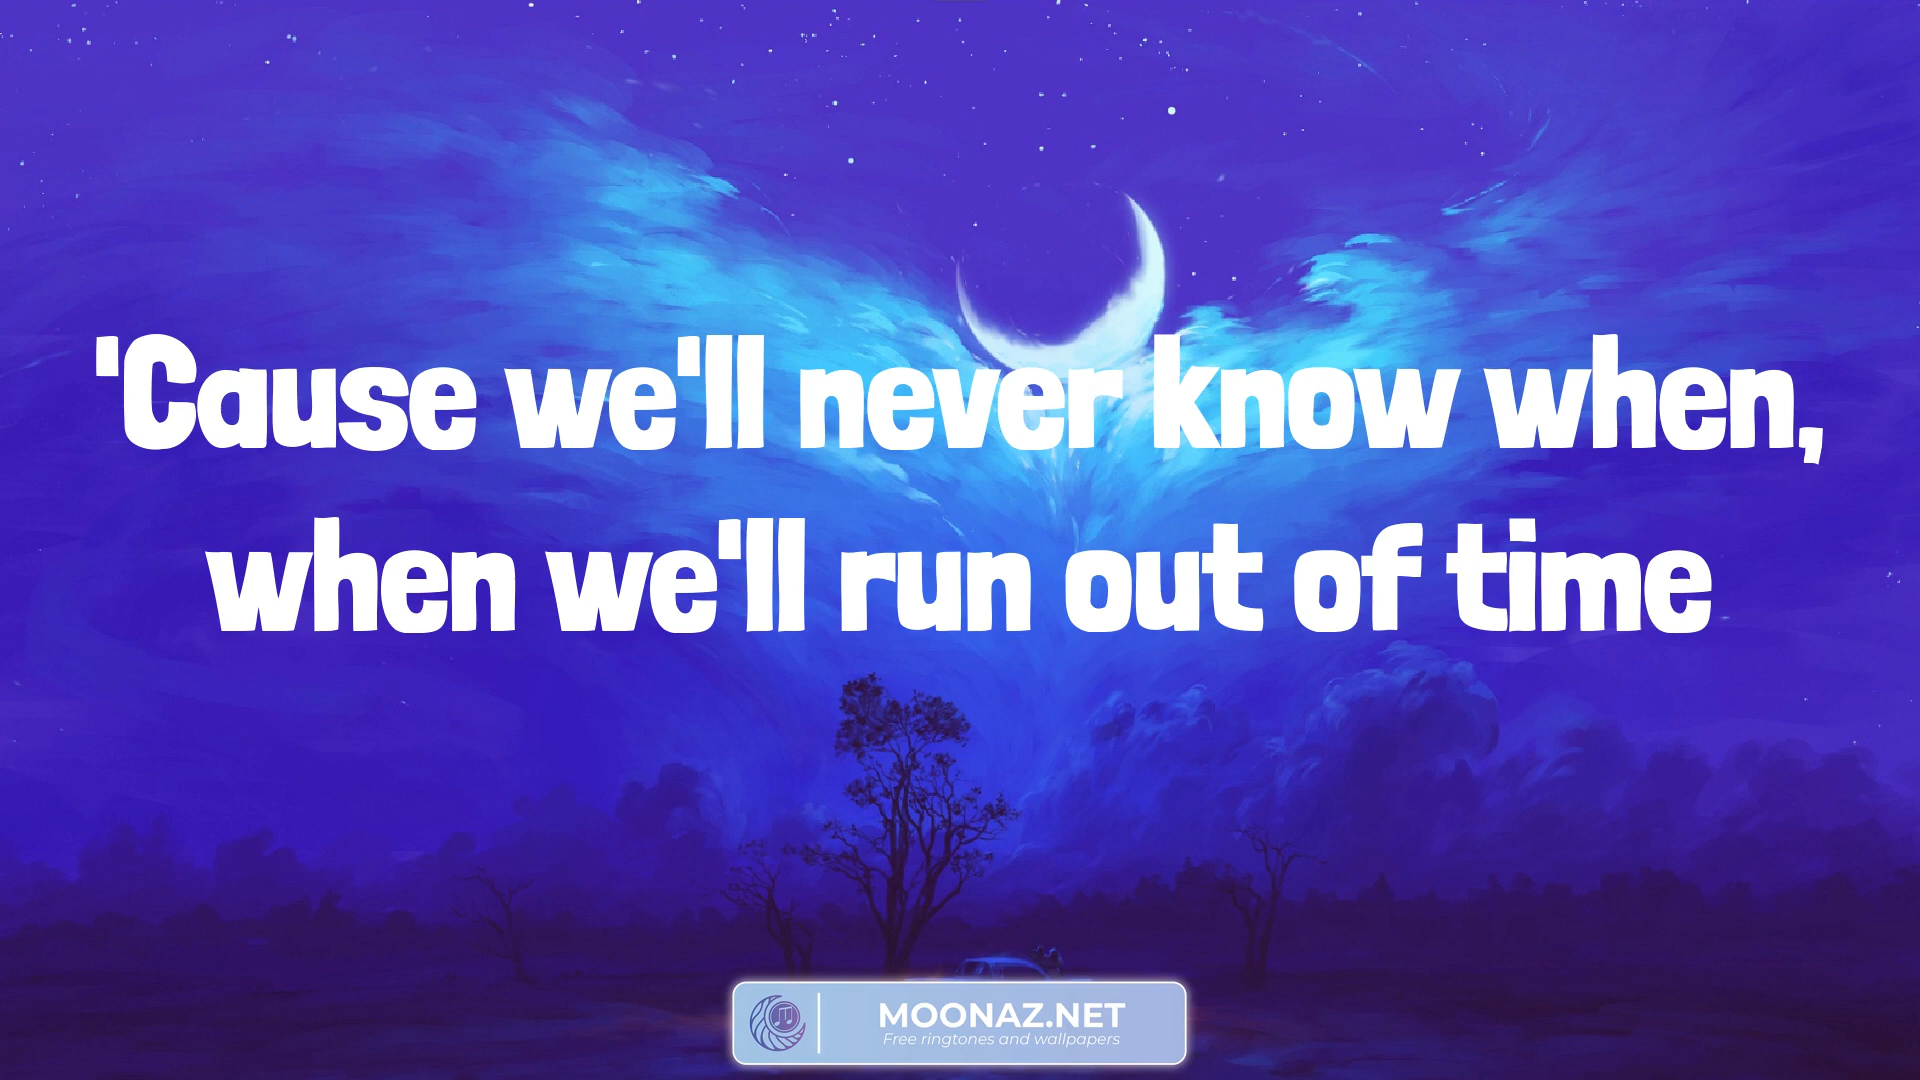 'Cause we'll never know when,
when we'll run out of time
MOONAZ.NET
Free ringtones and wallpapers